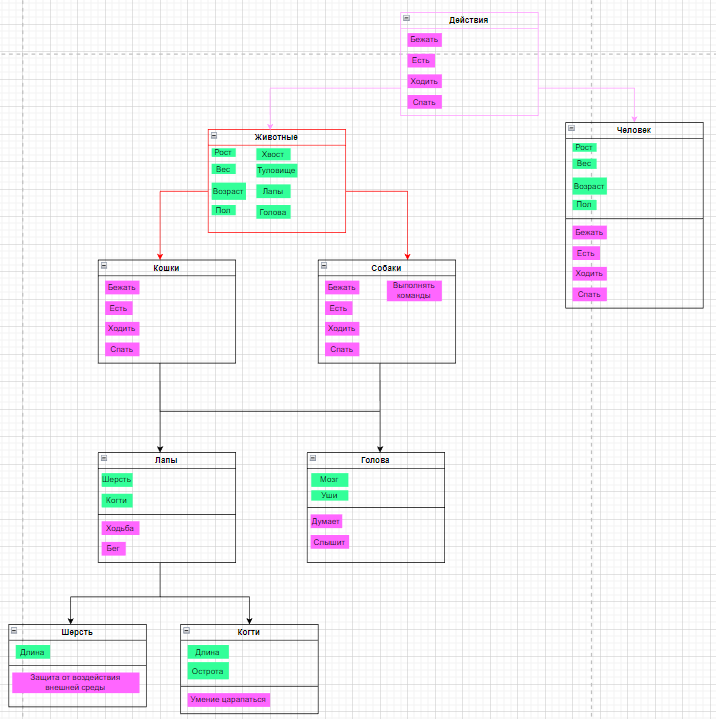 Действия
Бежать
Есть
Ходить
Спать
Животные
Рост
Вес
Возраст
Пол
Хвост
Туловище
Лапы
Голова
Человек
Рост
Вес
Возраст
Пол
Бежать
Есть
Ходить
Спать
Кошки
Бежать
Есть
Ходить
Спать
Собаки
Бежать
Есть
Ходить
Спать
Выполнять
команды
Лапы
Шерсть
Когти
Ходьба
Бег
Голова
Мозг
Уши
Думает
Слышит
Шерсть
Длина
Защита от воздействия
внешней среды
Когти
Длина
Острота
Умение царапаться